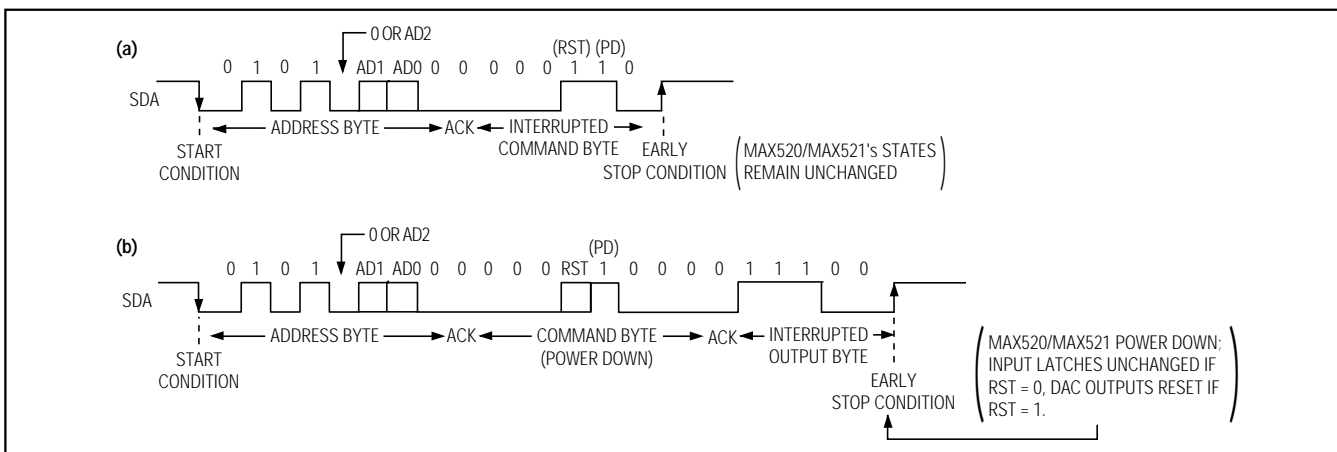 (a)
0 OR AD2
(RST) (PD)
0 1 0 1 AD1 AD0 0 0 0 0 0 1 1 0
SDA
ADDRESS BYTE ACK INTERRUPTED
COMMAND BYTE
START
CONDITION
EARLY
STOP CONDITION
MAX520/MAX521's STATES
REMAIN UNCHANGED
(b)
0 OR AD2
(PD)
0 1 0 1 AD1 AD0 0 0 0 0 0 RST 1 0 0 0 0 1 1 1 0 0
SDA
ADDRESS BYTE ACK COMMAND BYTE
(POWER DOWN)
ACK INTERRUPTED
OUTPUT BYTE
START
CONDITION
EARLY
STOP CONDITION
MAX520/MAX521 POWER DOWN;
INPUT LATCHES UNCHANGED IF
RST = 0, DAC OUTPUTS RESET IF
RST = 1.